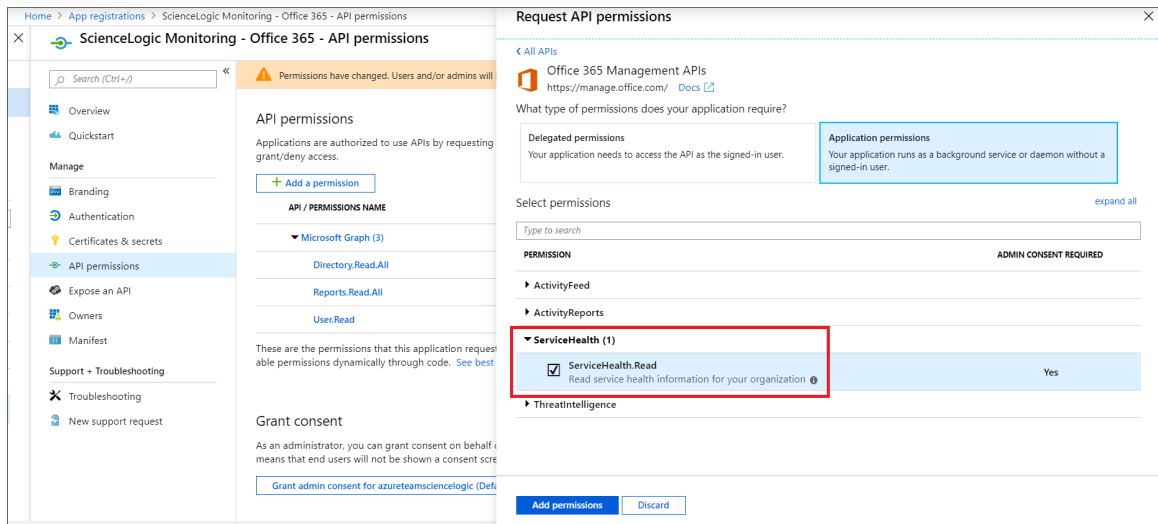 Home > App registrations > ScienceLogic Monitoring - Office 365 - API permissions
ScienceLogic Monitoring - Office 365 - API permissions
Search (Ctrl+/)
Overview
Quickstart
Manage
Branding
Authentication
Certificates & secrets
API permissions
Expose an API
Owners
Manifest
Support + Troubleshooting
Troubleshooting
New support request
Permissions have changed. Users and/or admins will
API permissions
Applications are authorized to use APIs by requesting
grant/deny access.
+ Add a permission
API / PERMISSIONS NAME
Microsoft Graph (3)
Directory.Read.All
Reports.Read.All
User.Read
These are the permissions that this application request
able permissions dynamically through code. See best
Grant consent
As an administrator, you can grant consent on behalf
means that end users will not be shown a consent scre
Grant admin consent for azureteamsciencelogic (Defa
Request API permissions
All APIs
Office 365 Management APIs
https://manage.office.com/ Docs
What type of permissions does your application require?
Delegated permissions
Your application needs to access the API as the signed-in user.
Application permissions
Your application runs as a background service or daemon without a
signed-in user.
Select permissions
expand all
Type to search
PERMISSION ADMIN CONSENT REQUIRED
ActivityFeed
ActivityReports
ServiceHealth (1)
ServiceHealth.Read
Read service health information for your organization
Yes
ThreatIntelligence
Add permissions
Discard